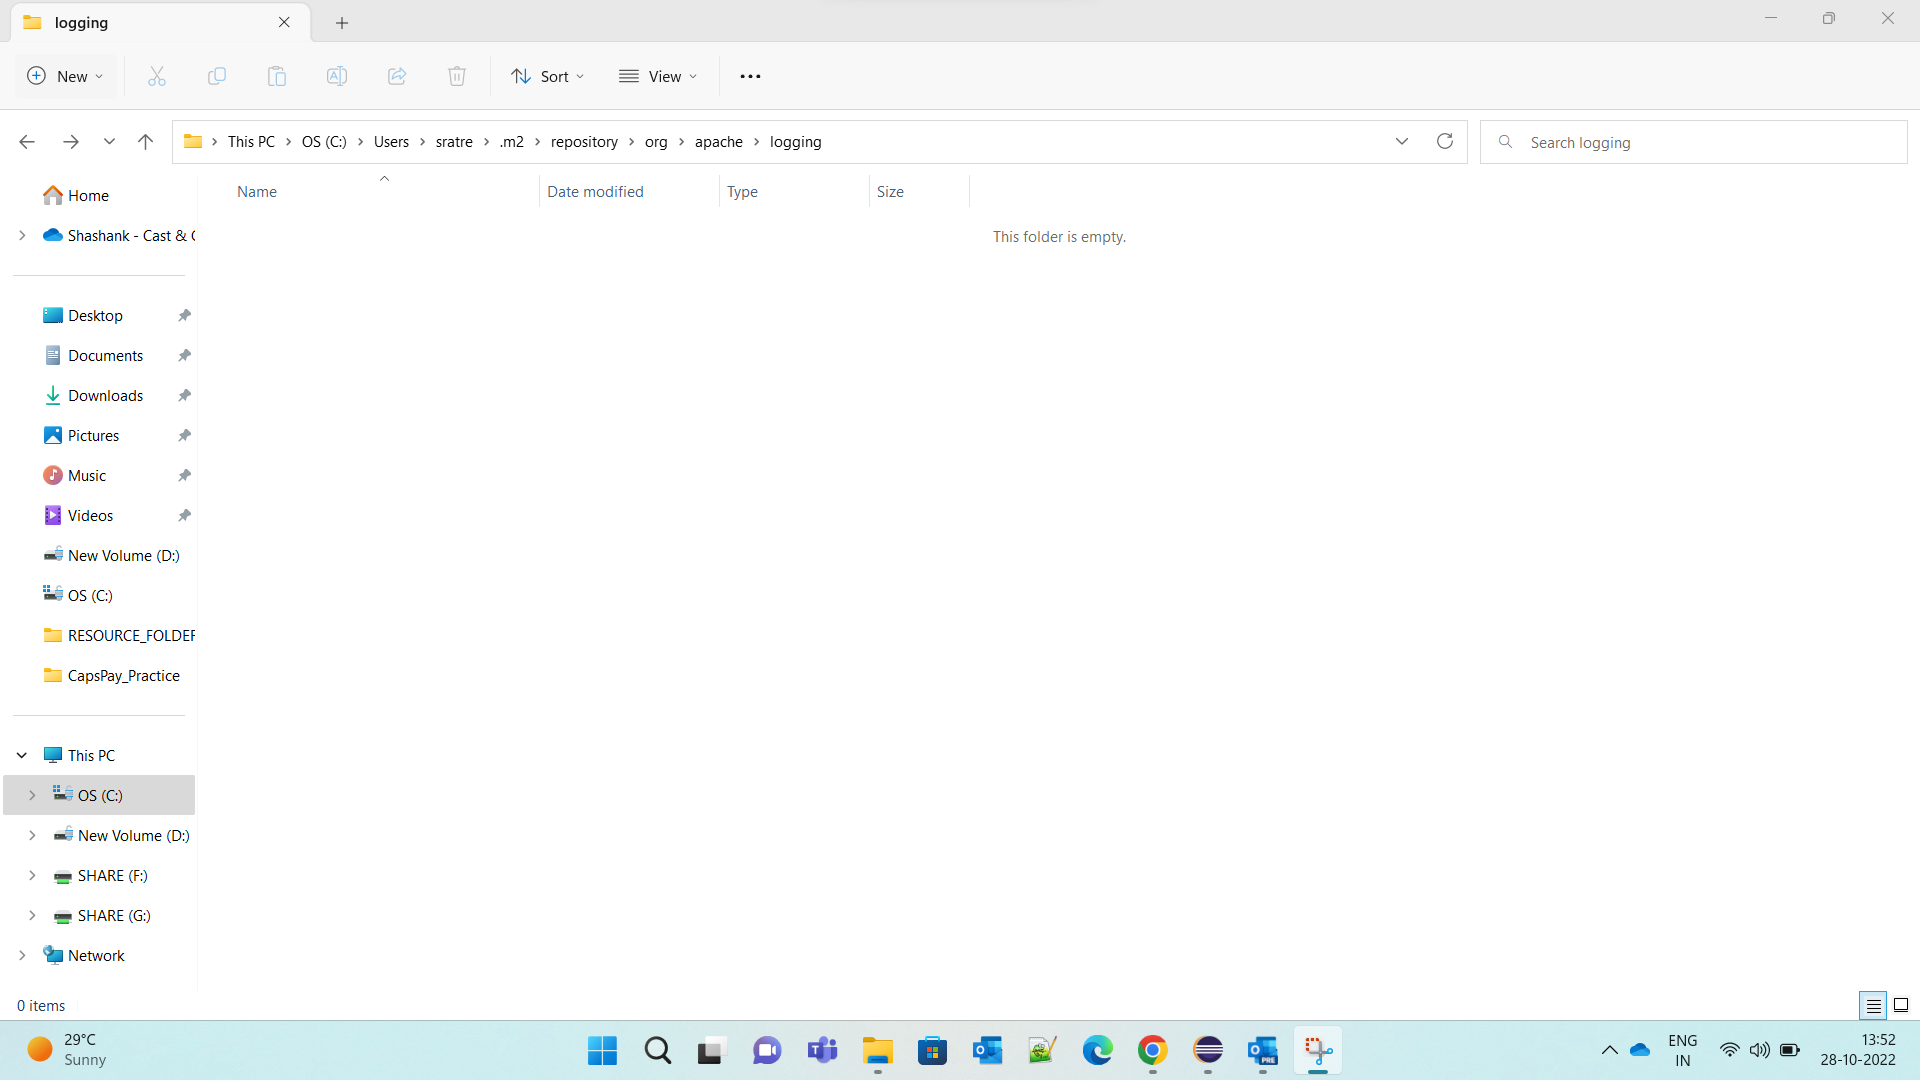 logging
New
Sort
View
This PC
OS (C:)
Users
sratre
.m2
repository
org
apache
logging
Search logging
Name
Date modified
Type
Size
This folder is empty.
Home
Shashank - Cast & C
Desktop
Documents
Downloads
Pictures
Music
Videos
New Volume (D:)
OS (C:)
RESOURCE_FOLDER
CapsPay_Practice
This PC
OS (C:)
New Volume (D:)
SHARE (F:)
SHARE (G:)
Network
0 items
29°C
Sunny
PRE
ENG
IN
13:52
28-10-2022